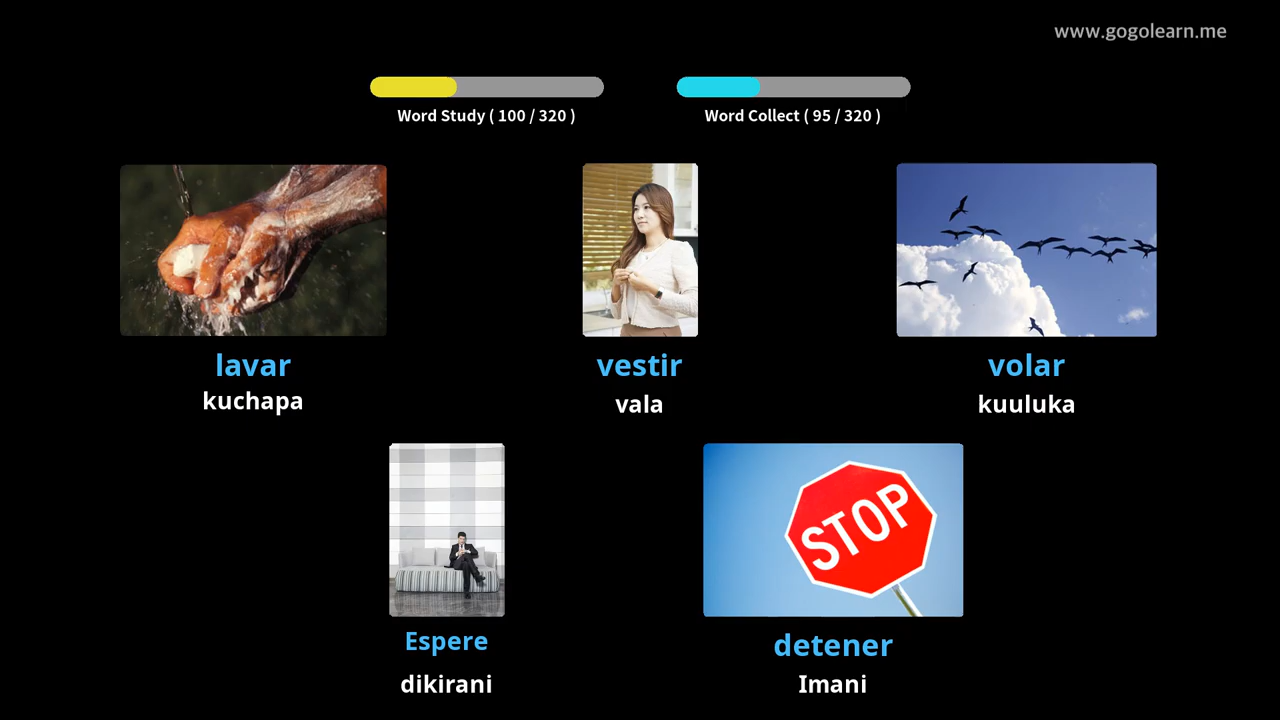 www.gogolearn.me
Word Study ( 100 / 320 )
Word Collect ( 95 / 320 )
lavar
kuchapa
vestir
vala
volar
kuuluka
STOP
Espere
dikirani
detener
Imani